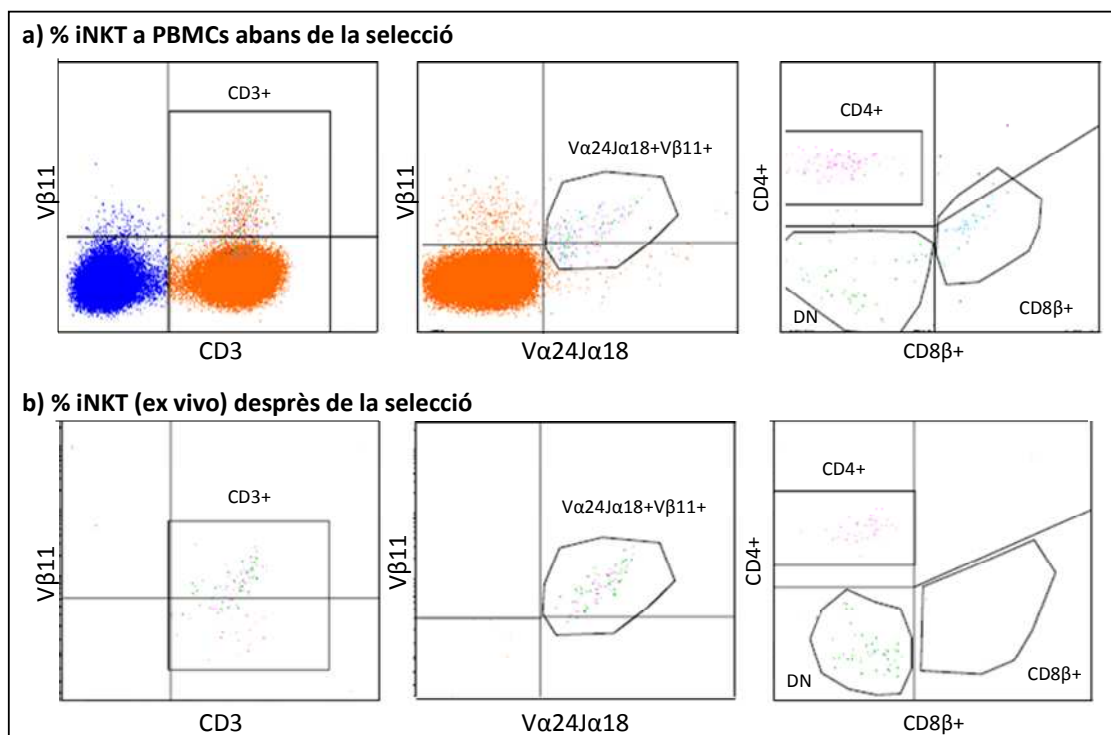 a) % iNKT a PBMCs abans de la selecció
CD3+
Vβ11
CD3
Vα24Jα18+Vβ11+
Vβ11
Vα24Jα18
CD4+
CD4+
DN
CD8β+
CD8β+
b) % iNKT (ex vivo) desprès de la selecció
CD3+
Vβ11
CD3
Vα24Jα18+Vβ11+
Vβ11
Vα24Jα18
CD4+
CD4+
DN
CD8β+
CD8β+